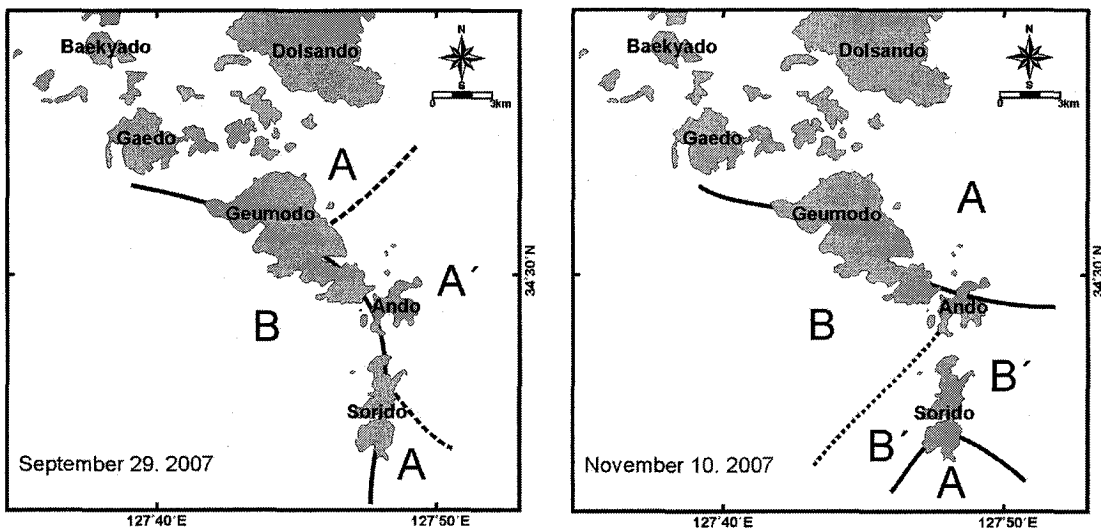 Baekyado
Dolsando
N
S
0 3km
Gaedo
A
Geumodo
A´
Ando
B
Sorido
A
September 29. 2007
127˚40´E
127˚50´E
34˚30´N
Baekyado
Dolsando
N
S
0 3km
Gaedo
A
Geumodo
Ando
B
B´
Sorido
B´
A
November 10. 2007
127˚40´E
127˚50´E
34˚30´N